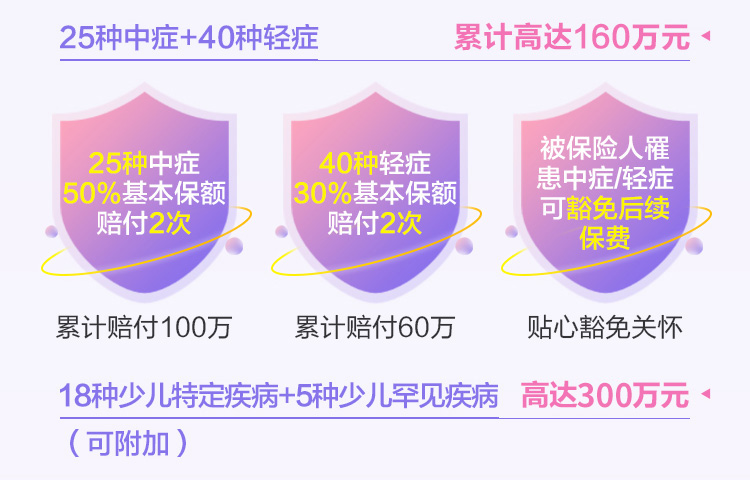 25种中症+40种轻症 累计高达160万元
25种中症
50%基本保额
赔付2次
40种轻症
30%基本保额
赔付2次
被保险人罹
患中症/轻症
可豁免后续
保费
累计赔付100万
累计赔付60万
贴心豁免关怀
18种少儿特定疾病+5种少儿罕见疾病 高达300万元
（可附加）